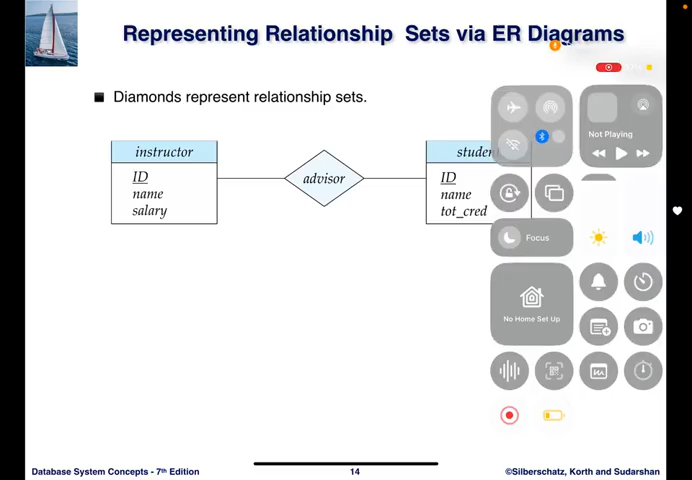 Representing Relationship Sets via ER Diagrams
Diamonds represent relationship sets.
instructor
ID
name
salary
advisor
ID
name
tot_cred
Not Playing
Focus
No Home Set Up
Database System Concepts - 7th Edition
14
©Silberschatz, Korth and Sudarshan